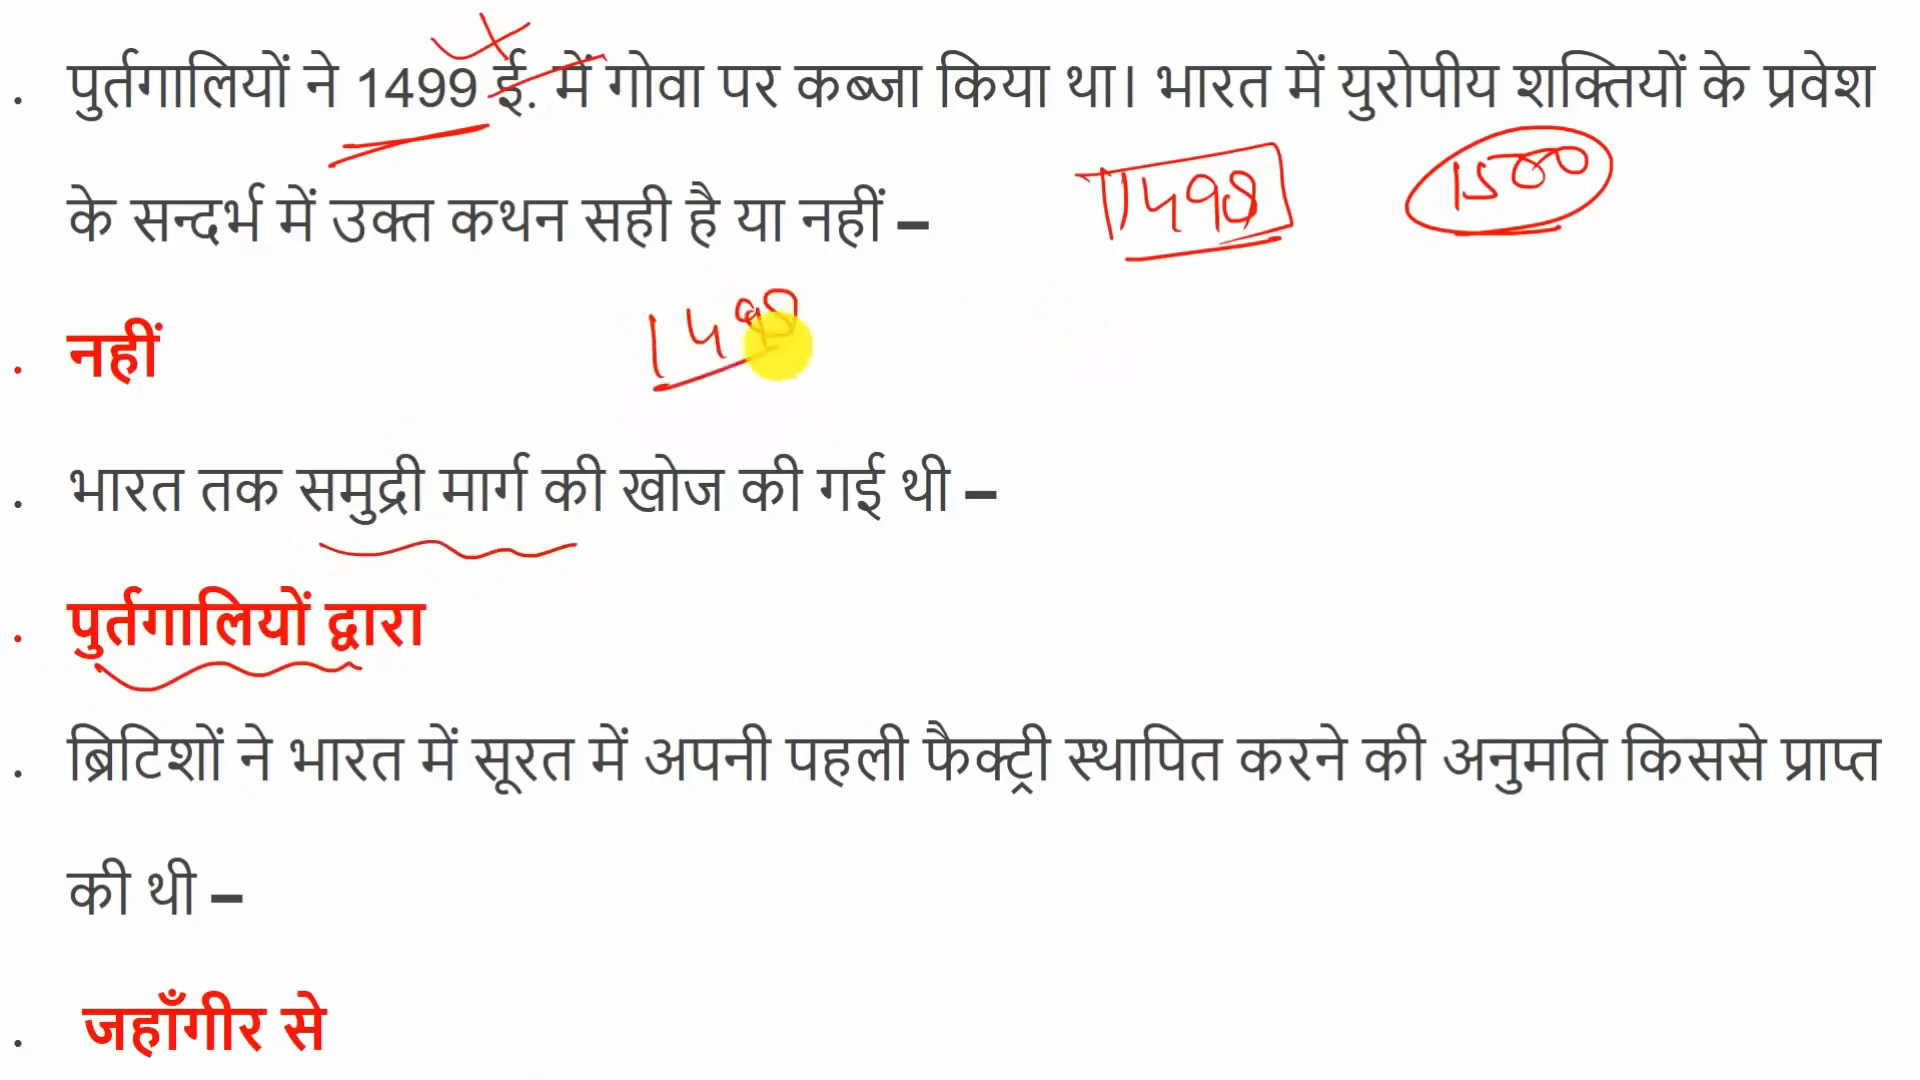 . पुर्तगालियों ने 1499 ई. में गोवा पर कब्जा किया था। भारत में युरोपीय शक्तियों के प्रवेश
के सन्दर्भ में उक्त कथन सही है या नहीं –
1498
1500
. नहीं
1498
. भारत तक समुद्री मार्ग की खोज की गई थी –
. पुर्तगालियों द्वारा
. ब्रिटिशों ने भारत में सूरत में अपनी पहली फैक्ट्री स्थापित करने की अनुमति किससे प्राप्त
की थी –
. जहाँगीर से